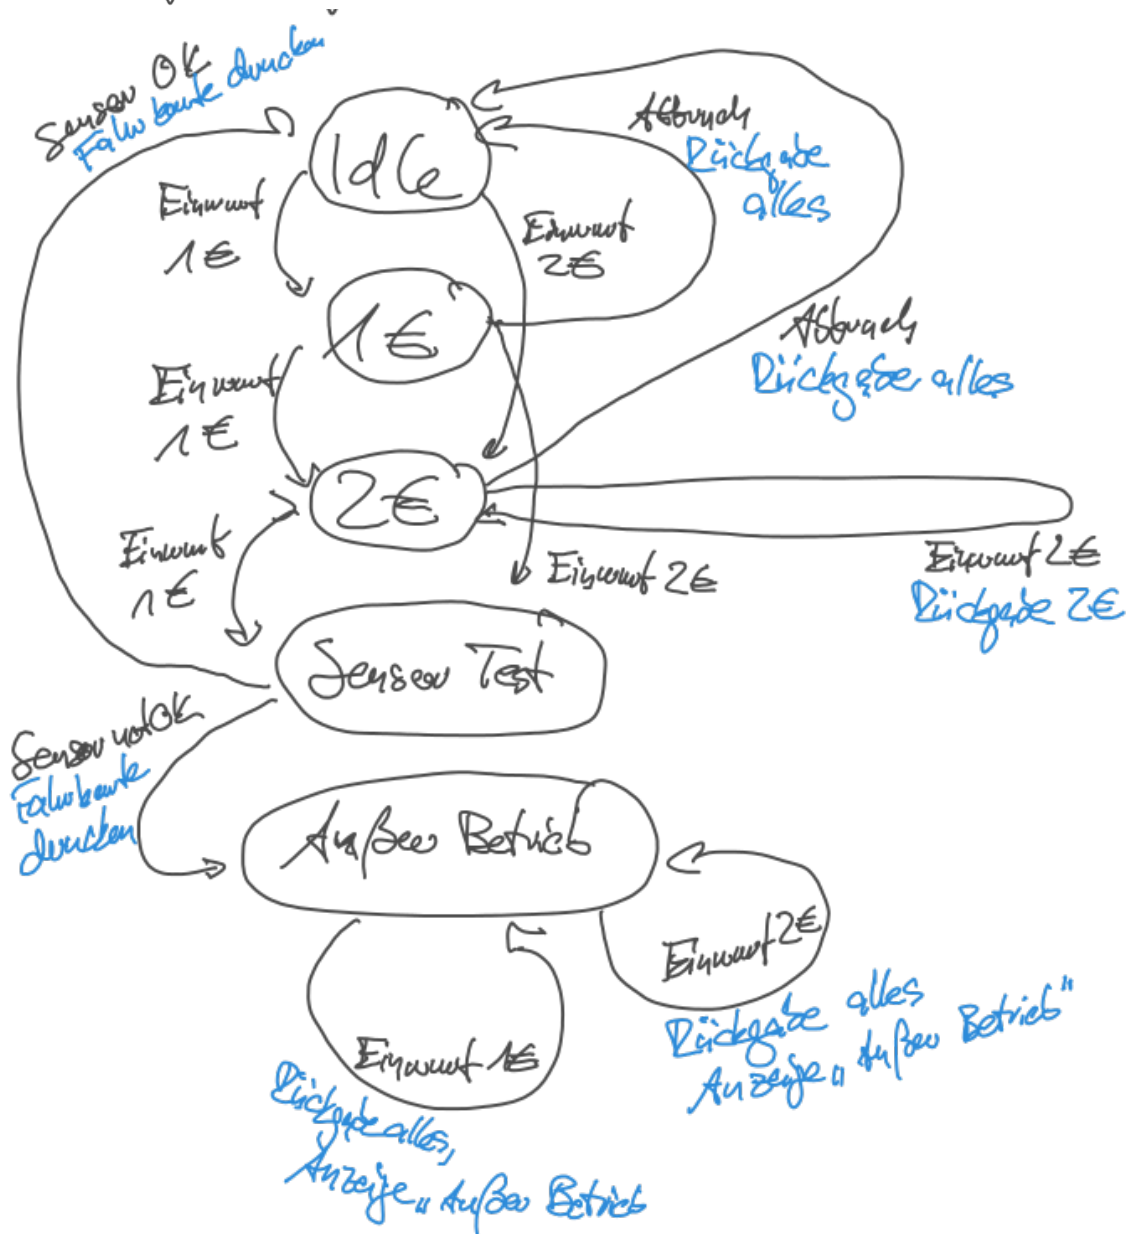 Sensor OK
Fahrkarte drucken
Idle
Abbruch
Rückgabe
alles
Einwurf
1€
Einwurf
2€
1€
Abbruch
Rückgabe alles
Einwurf
1€
2€
Einwurf
1€
Einwurf 2€
Einwurf 2€
Rückgabe 2€
Sensor Test
Sensor not OK
Fahrkarte
drucken
Außer Betrieb
Einwurf 2€
Rückgabe alles
Anzeige „Außer Betrieb"
Einwurf 1€
Rückgabe alles,
Anzeige „Außer Betrieb